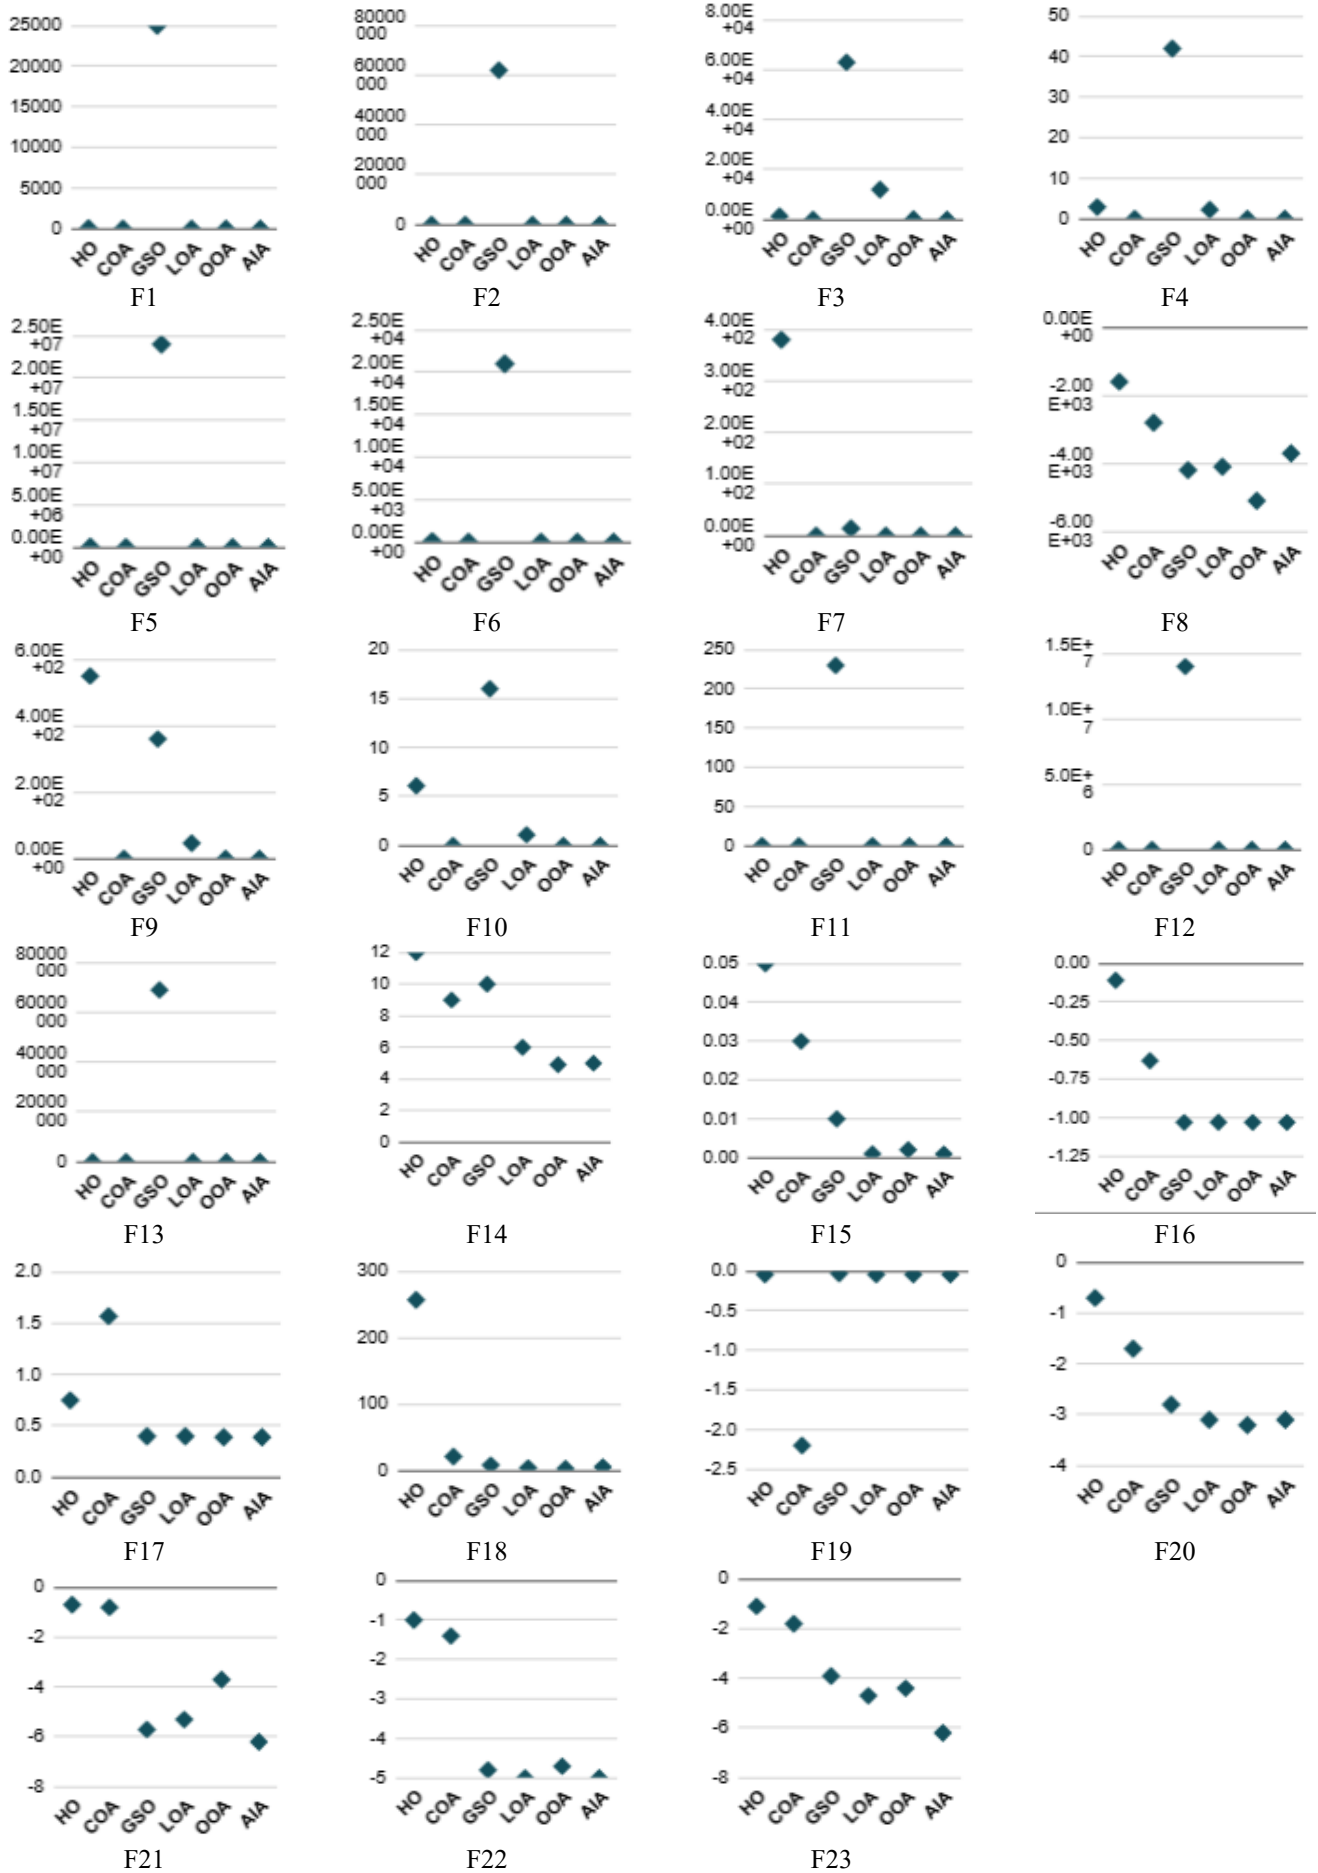 25000
20000
15000
10000
5000
0
HO COA GSO LOA OOA AIA
F1
80000
000
60000
000
40000
000
20000
000
0
HO COA GSO LOA OOA AIA
F2
8.00E
+04
6.00E
+04
4.00E
+04
2.00E
+04
0.00E
+00
HO COA GSO LOA OOA AIA
F3
50
40
30
20
10
0
HO COA GSO LOA OOA AIA
F4
2.50E
+07
2.00E
+07
1.50E
+07
1.00E
+07
5.00E
+06
0.00E
+00
HO COA GSO LOA OOA AIA
F5
2.50E
+04
2.00E
+04
1.50E
+04
1.00E
+04
5.00E
+03
0.00E
+00
HO COA GSO LOA OOA AIA
F6
4.00E
+02
3.00E
+02
2.00E
+02
1.00E
+02
0.00E
+00
HO COA GSO LOA OOA AIA
F7
0.00E
+00
-2.00
E+03
-4.00
E+03
-6.00
E+03
HO COA GSO LOA OOA AIA
F8
6.00E
+02
4.00E
+02
2.00E
+02
0.00E
+00
HO COA GSO LOA OOA AIA
F9
20
15
10
5
0
HO COA GSO LOA OOA AIA
F10
250
200
150
100
50
0
HO COA GSO LOA OOA AIA
F11
1.5E+
7
1.0E+
7
5.0E+
6
0
HO COA GSO LOA OOA AIA
F12
80000
000
60000
000
40000
000
20000
000
0
HO COA GSO LOA OOA AIA
F13
12
10
8
6
4
2
0
HO COA GSO LOA OOA AIA
F14
0.05
0.04
0.03
0.02
0.01
0.00
HO COA GSO LOA OOA AIA
F15
0.00
-0.25
-0.50
-0.75
-1.00
-1.25
HO COA GSO LOA OOA AIA
F16
2.0
1.5
1.0
0.5
0.0
HO COA GSO LOA OOA AIA
F17
300
200
100
0
HO COA GSO LOA OOA AIA
F18
0.0
-0.5
-1.0
-1.5
-2.0
-2.5
HO COA GSO LOA OOA AIA
F19
0
-1
-2
-3
-4
HO COA GSO LOA OOA AIA
F20
0
-2
-4
-6
-8
HO COA GSO LOA OOA AIA
F21
0
-1
-2
-3
-4
-5
HO COA GSO LOA OOA AIA
F22
0
-2
-4
-6
-8
HO COA GSO LOA OOA AIA
F23